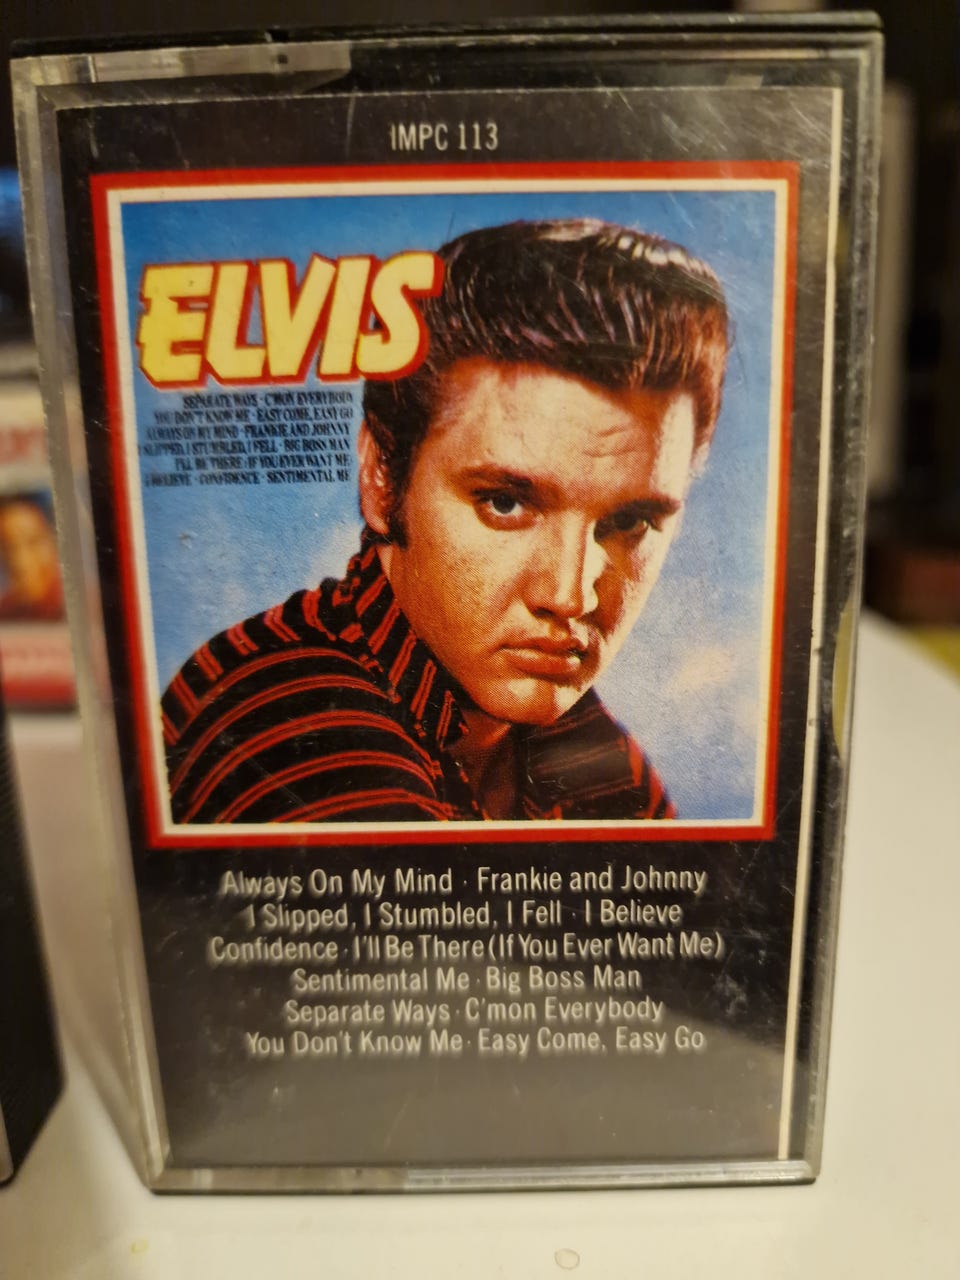 IMPC 113
ELVIS
SEPARATE WAYS · C'MON EVERYBODY
YOU DON'T KNOW ME · EASY COME, EASY GO
ALWAYS ON MY MIND · FRANKIE AND JOHNNY
I SLIPPED, I STUMBLED, I FELL · BIG BOSS MAN
I'LL BE THERE (IF YOU EVER WANT ME)
I BELIEVE · CONFIDENCE · SENTIMENTAL ME
Always On My Mind · Frankie and Johnny
I Slipped, I Stumbled, I Fell · I Believe
Confidence · I'll Be There (If You Ever Want Me)
Sentimental Me · Big Boss Man
Separate Ways · C'mon Everybody
You Don't Know Me · Easy Come, Easy Go